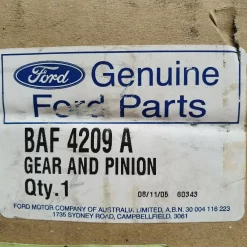 Ford Genuine
Ford Parts
BAF 4209 A
GEAR AND PINION
Qty.1 08/11/05 60343
FORD MOTOR COMPANY OF AUSTRALIA LIMITED, A.B.N. 30 004 116 223
1735 SYDNEY ROAD, CAMPBELLFIELD, 3061